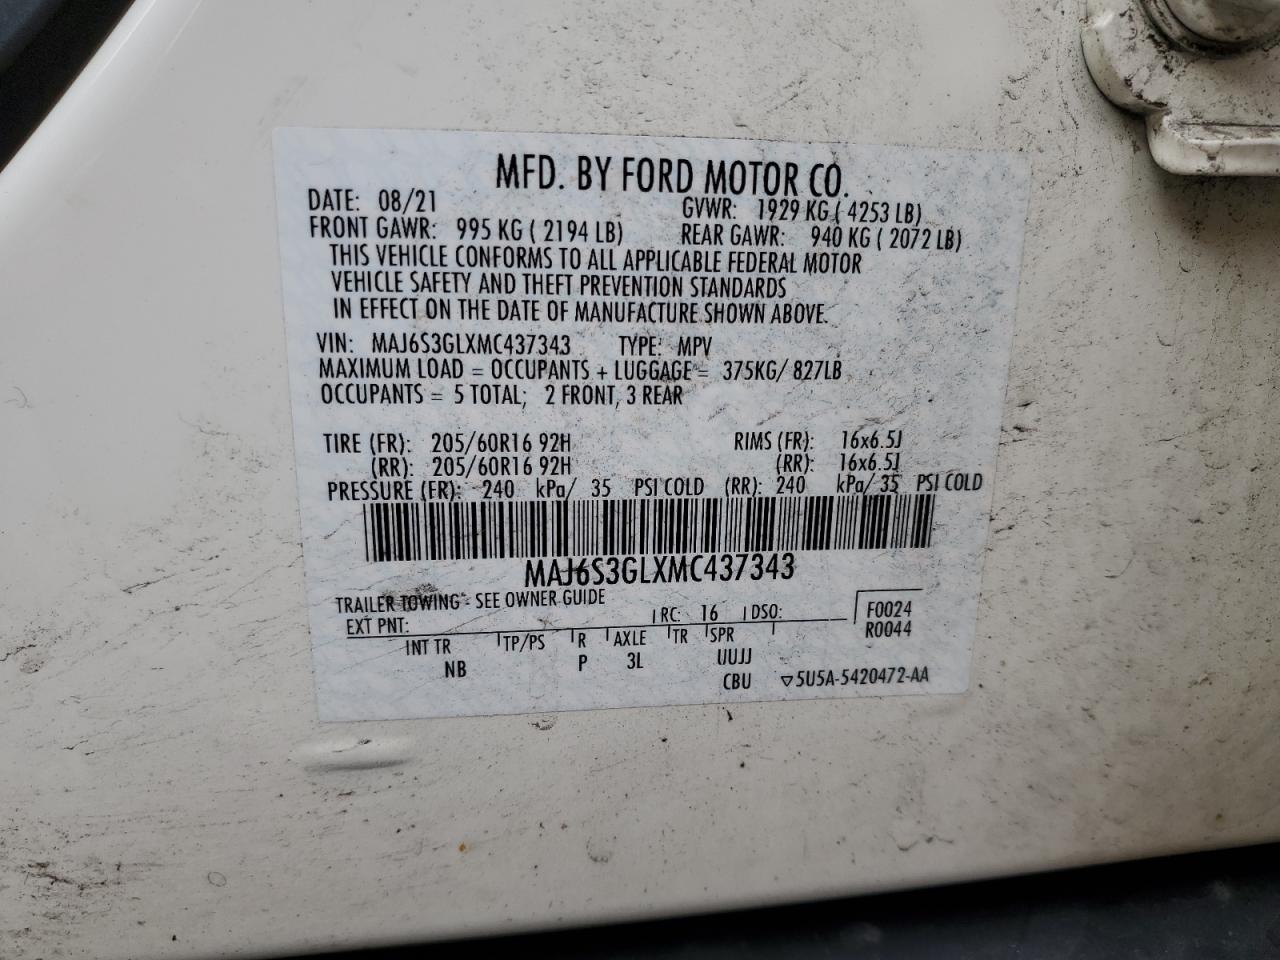 MFD. BY FORD MOTOR CO.
DATE: 08/21 GVWR: 1929 KG ( 4253 LB)
FRONT GAWR: 995 KG ( 2194 LB) REAR GAWR: 940 KG ( 2072 LB)
THIS VEHICLE CONFORMS TO ALL APPLICABLE FEDERAL MOTOR
VEHICLE SAFETY AND THEFT PREVENTION STANDARDS
IN EFFECT ON THE DATE OF MANUFACTURE SHOWN ABOVE.
VIN: MAJ6S3GLXMC437343 TYPE: MPV
MAXIMUM LOAD = OCCUPANTS + LUGGAGE = 375KG/ 827LB
OCCUPANTS = 5 TOTAL; 2 FRONT, 3 REAR
TIRE (FR): 205/60R16 92H RIMS (FR): 16x6.5J
(RR): 205/60R16 92H (RR): 16x6.5J
PRESSURE (FR): 240 kPa/ 35 PSI COLD (RR): 240 kPa/ 35 PSI COLD
MAJ6S3GLXMC437343
TRAILER TOWING - SEE OWNER GUIDE
EXT PNT: RC: 16 DSO: F0024
R0044
INT TR TP/PS R AXLE TR SPR
NB P 3L UUJJ
CBU ▽5U5A-5420472-AA